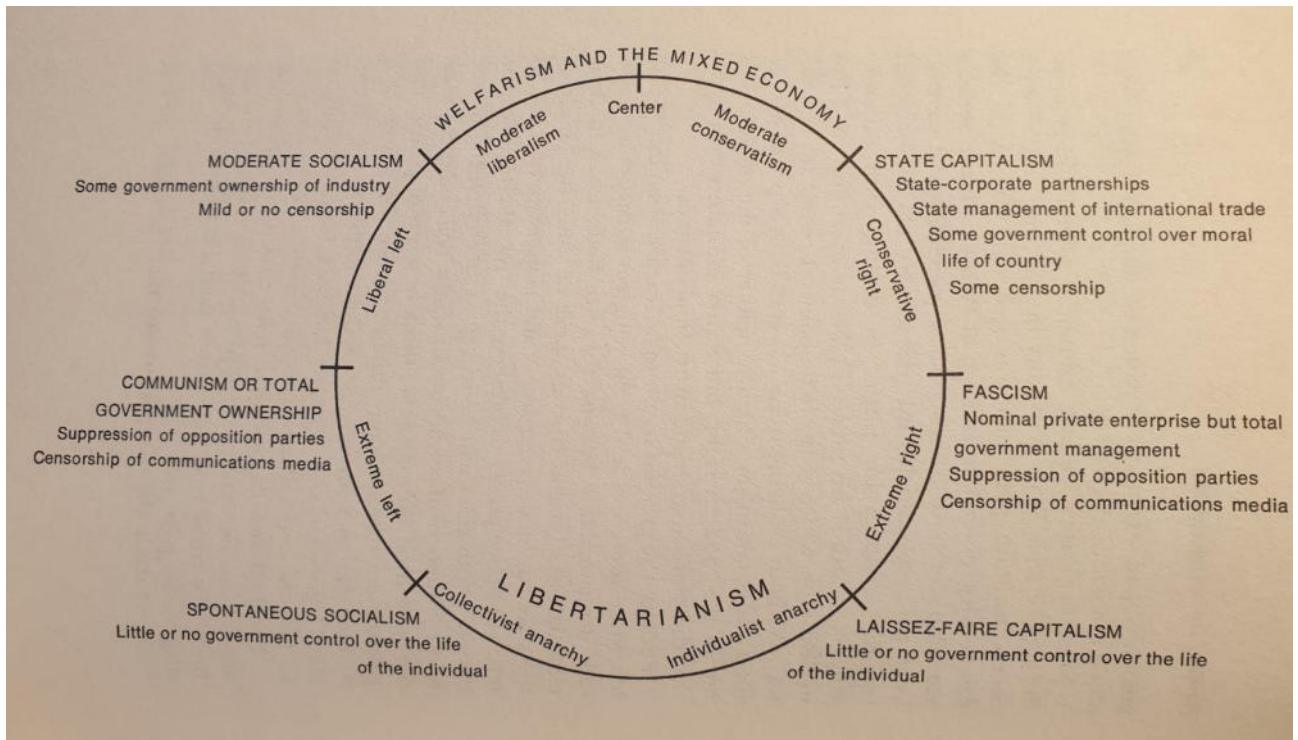 WELFARISM AND THE MIXED ECONOMY
Center
Moderate
liberalism
Moderate
conservatism
MODERATE SOCIALISM
Some government ownership of industry
Mild or no censorship
STATE CAPITALISM
State-corporate partnerships
State management of international trade
Some government control over moral
life of country
Some censorship
Liberal left
Conservative
right
COMMUNISM OR TOTAL
GOVERNMENT OWNERSHIP
Suppression of opposition parties
Censorship of communications media
FASCISM
Nominal private enterprise but total
government management
Suppression of opposition parties
Censorship of communications media
Extreme left
Extreme right
LIBERTARIANISM
Collectivist anarchy
Individualist anarchy
SPONTANEOUS SOCIALISM
Little or no government control over the life
of the individual
LAISSEZ-FAIRE CAPITALISM
Little or no government control over the life
of the individual